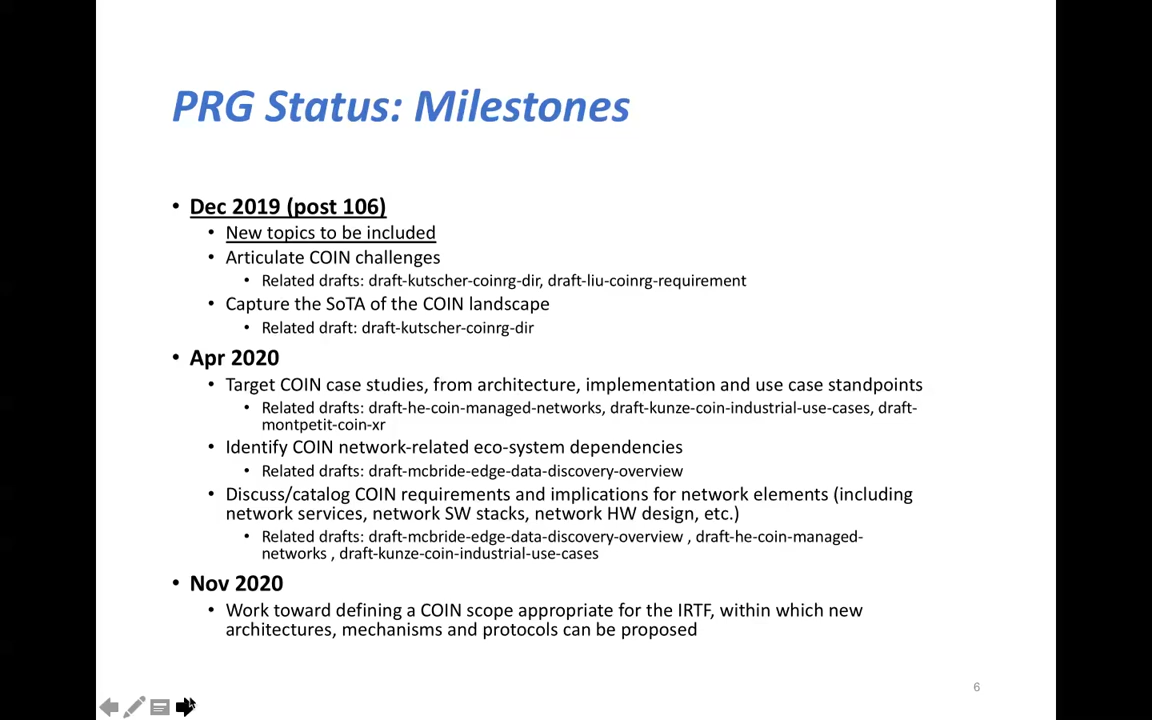 PRG Status: Milestones
• Dec 2019 (post 106)
• New topics to be included
• Articulate COIN challenges
• Related drafts: draft-kutscher-coinrg-dir, draft-liu-coinrg-requirement
• Capture the SoTA of the COIN landscape
• Related draft: draft-kutscher-coinrg-dir
• Apr 2020
• Target COIN case studies, from architecture, implementation and use case standpoints
• Related drafts: draft-he-coin-managed-networks, draft-kunze-coin-industrial-use-cases, draft-
montpetit-coin-xr
• Identify COIN network-related eco-system dependencies
• Related drafts: draft-mcbride-edge-data-discovery-overview
• Discuss/catalog COIN requirements and implications for network elements (including
network services, network SW stacks, network HW design, etc.)
• Related drafts: draft-mcbride-edge-data-discovery-overview , draft-he-coin-managed-
networks , draft-kunze-coin-industrial-use-cases
• Nov 2020
• Work toward defining a COIN scope appropriate for the IRTF, within which new
architectures, mechanisms and protocols can be proposed
6